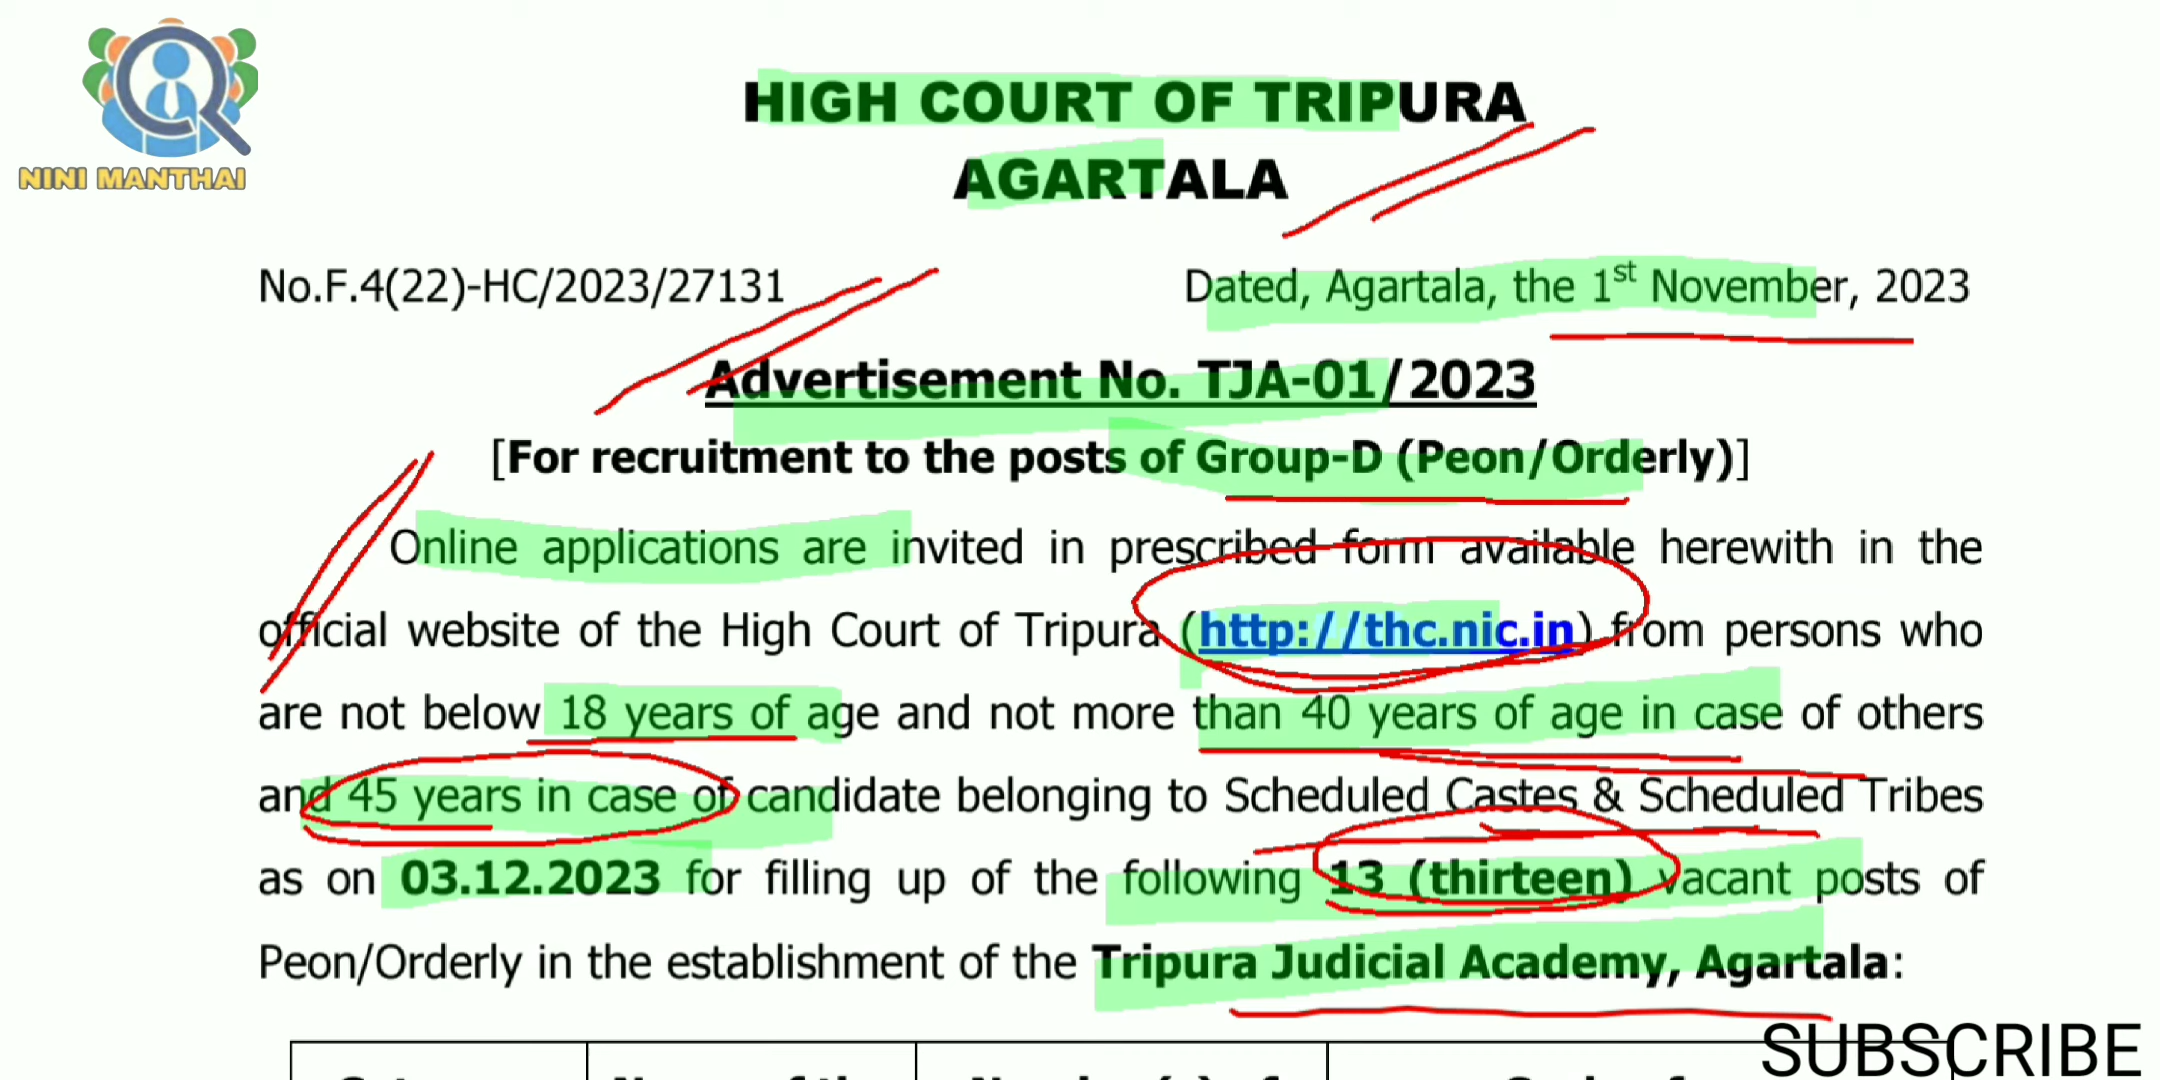 NINI MANTHAI
HIGH COURT OF TRIPURA
AGARTALA
No.F.4(22)-HC/2023/27131 Dated, Agartala, the 1st November, 2023
Advertisement No. TJA-01/2023
[For recruitment to the posts of Group-D (Peon/Orderly)]
Online applications are invited in prescribed form available herewith in the
official website of the High Court of Tripura (http://thc.nic.in) from persons who
are not below 18 years of age and not more than 40 years of age in case of others
and 45 years in case of candidate belonging to Scheduled Castes & Scheduled Tribes
as on 03.12.2023 for filling up of the following 13 (thirteen) vacant posts of
Peon/Orderly in the establishment of the Tripura Judicial Academy, Agartala:
SUBSCRIBE